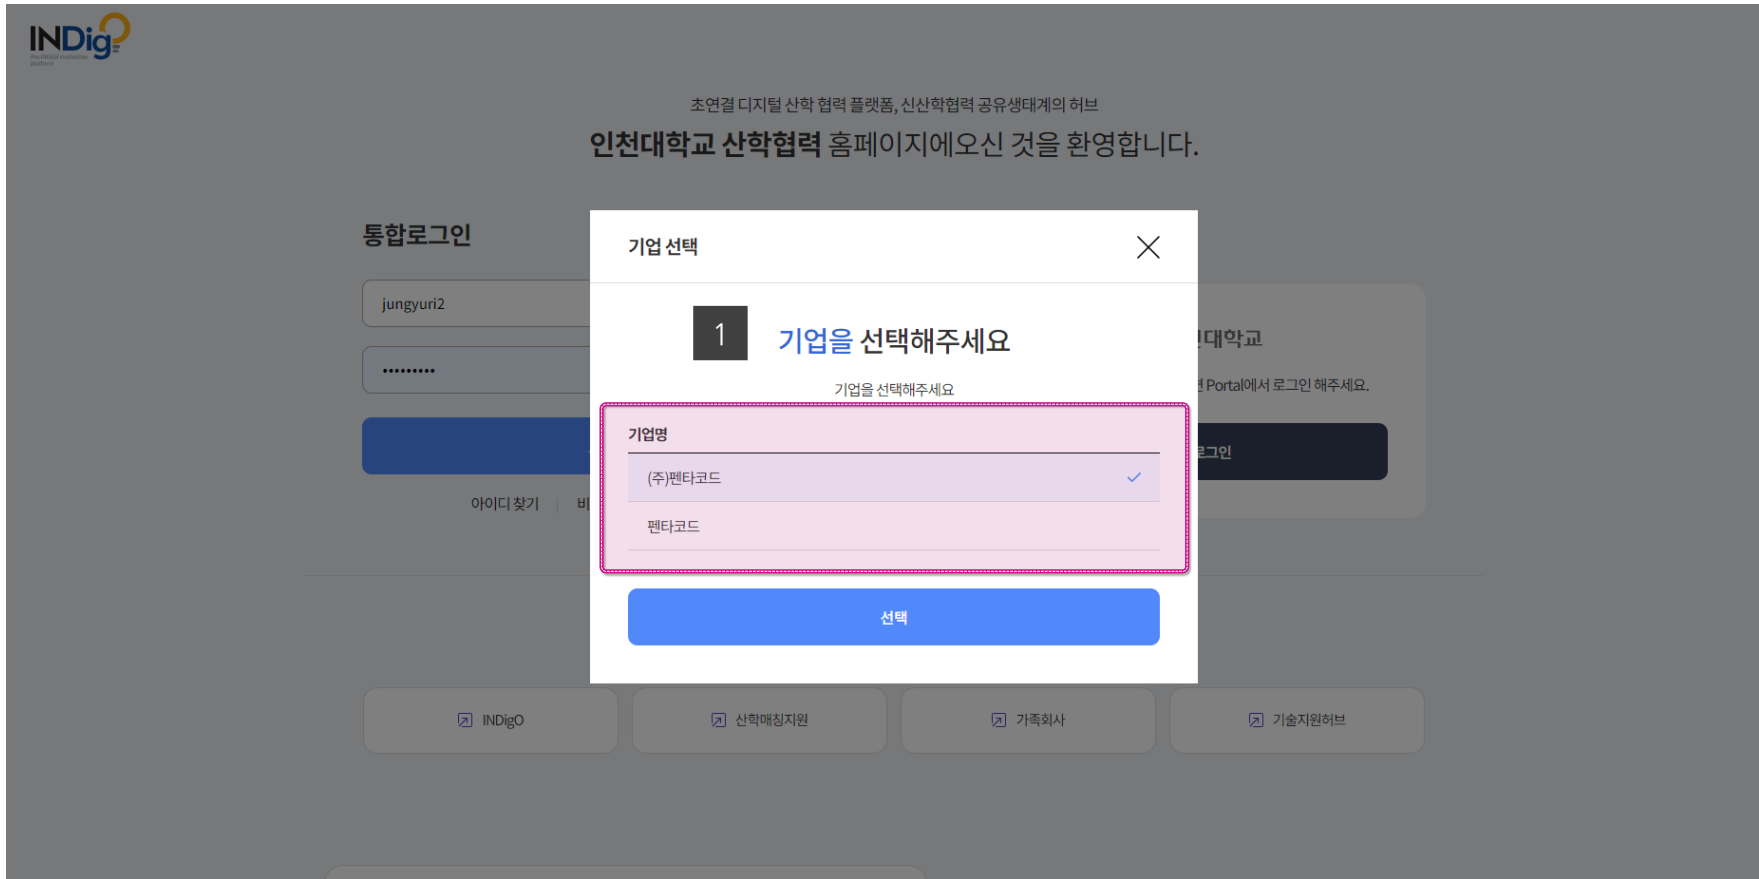 INDigO
초연결 디지털 산학 협력 플랫폼, 신산학협력 공유생태계의 허브
인천대학교 산학협력 홈페이지에오신 것을 환영합니다.
통합로그인
jungyuri2
•••••••••
아이디 찾기
비
기업 선택
1
기업을 선택해주세요
기업을 선택해주세요
기업명
(주)펜타코드
펜타코드
선택
대학교
Portal에서 로그인 해주세요.
로그인
INDigO
산학매칭지원
가족회사
기술지원허브